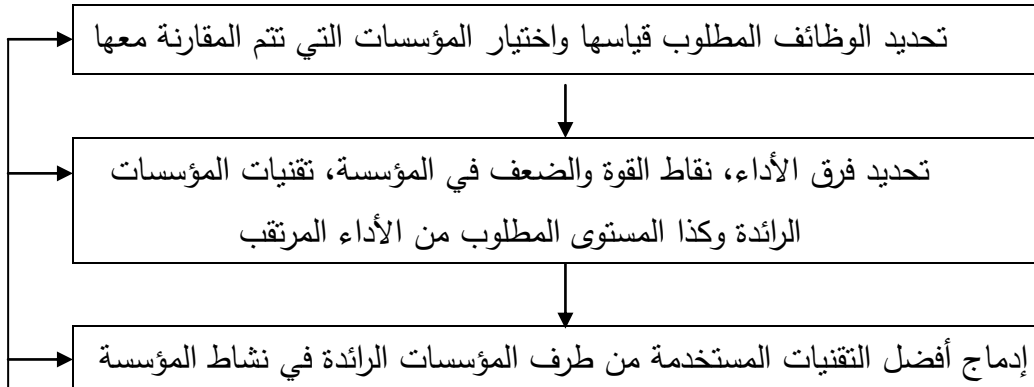 تحديد الوظائف المطلوب قياسها واختيار المؤسسات التي تتم المقارنة معها
تحديد فرق الأداء، نقاط القوة والضعف في المؤسسة، تقنيات المؤسسات
الرائدة وكذا المستوى المطلوب من الأداء المرتقب
إدماج أفضل التقنيات المستخدمة من طرف المؤسسات الرائدة في نشاط المؤسسة